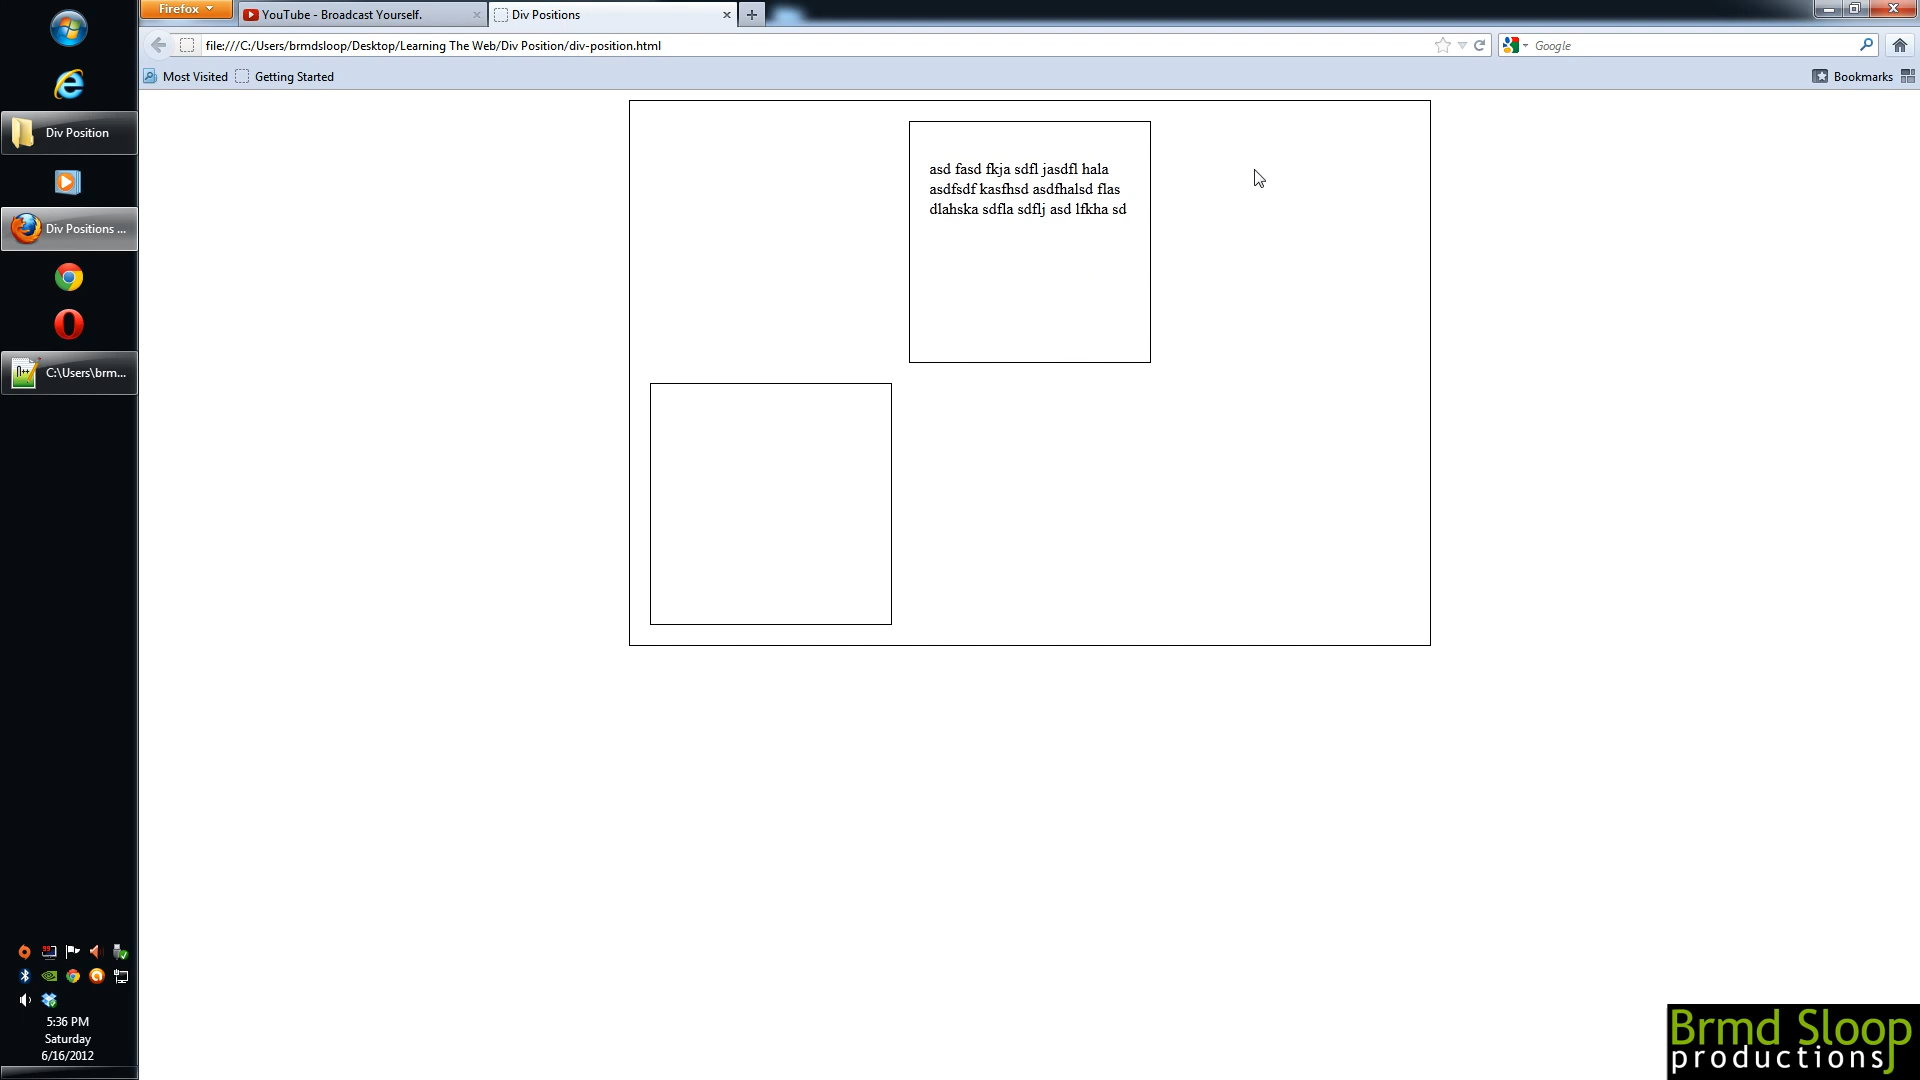 Firefox
YouTube - Broadcast Yourself.
Div Positions
file:///C:/Users/brmdsloop/Desktop/Learning The Web/Div Position/div-position.html
Google
Most Visited
Getting Started
Bookmarks
Div Position
Div Positions ...
C:\Users\brm...
asd fasd fkja sdfl jasdfl hala
asdfsdf kasfhsd asdfhalsd flas
dlahska sdfla sdflj asd lfkha sd
5:36 PM
Saturday
6/16/2012
Brmd Sloop
productions